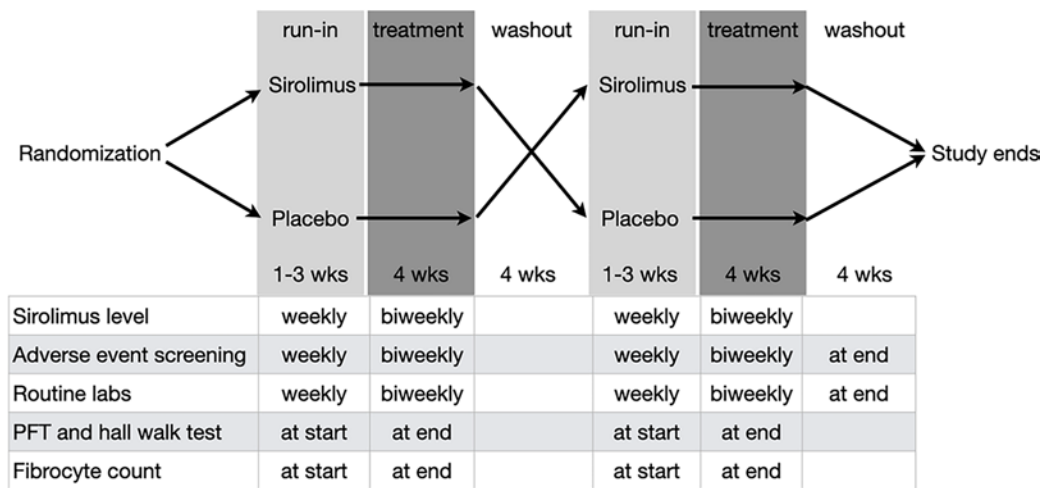 run-in treatment washout run-in treatment washout
Sirolimus Sirolimus
Randomization Study ends
Placebo Placebo
1-3 wks 4 wks 4 wks 1-3 wks 4 wks 4 wks
Sirolimus level weekly biweekly weekly biweekly
Adverse event screening weekly biweekly weekly biweekly at end
Routine labs weekly biweekly weekly biweekly at end
PFT and hall walk test at start at end at start at end
Fibrocyte count at start at end at start at end